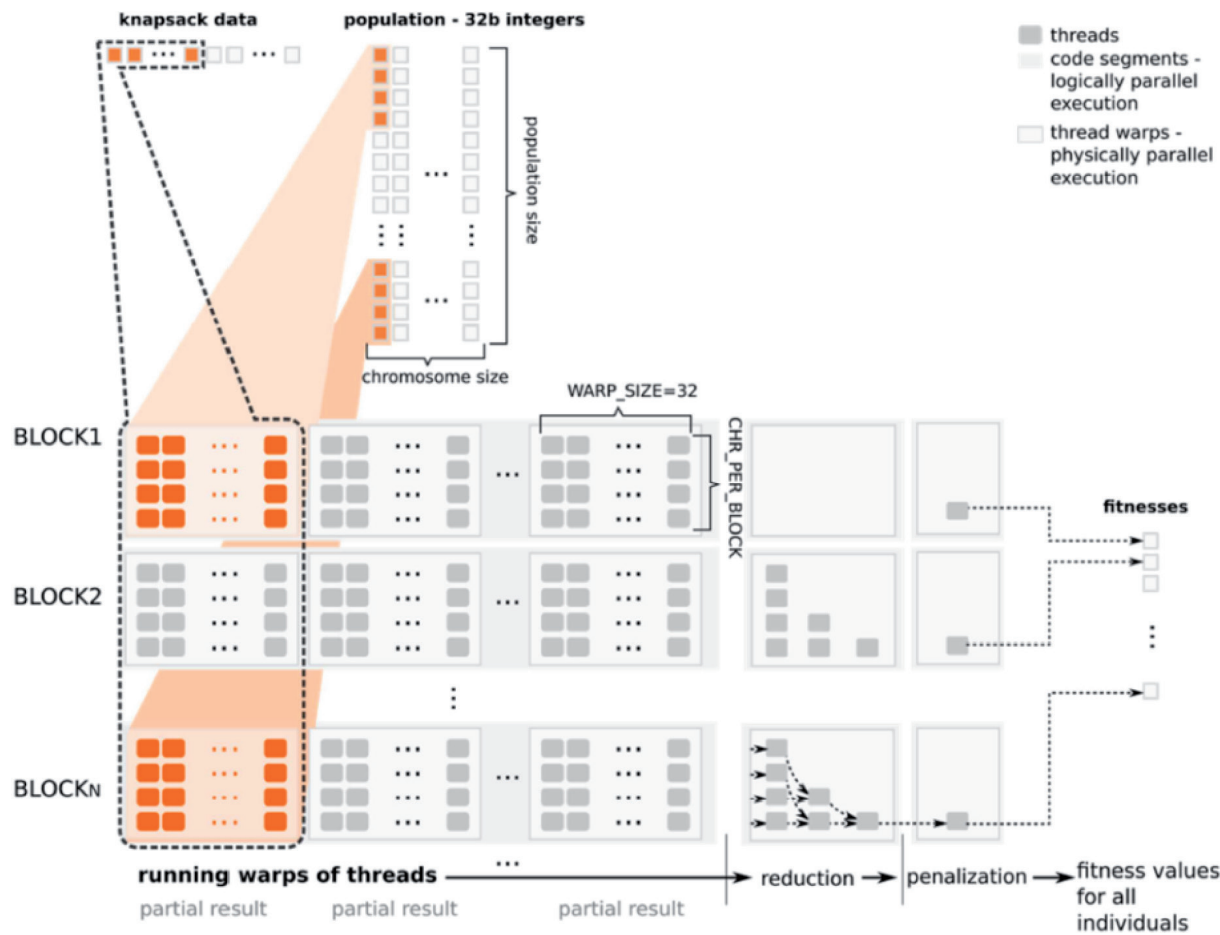 knapsack data
population - 32b integers
threads
code segments -
logically parallel
execution
thread warps -
physically parallel
execution
population size
chromosome size
WARP_SIZE=32
CHR_PER_BLOCK
BLOCK1
BLOCK2
BLOCKN
fitnesses
running warps of threads
reduction
penalization
fitness values
for all
individuals
partial result
partial result
partial result